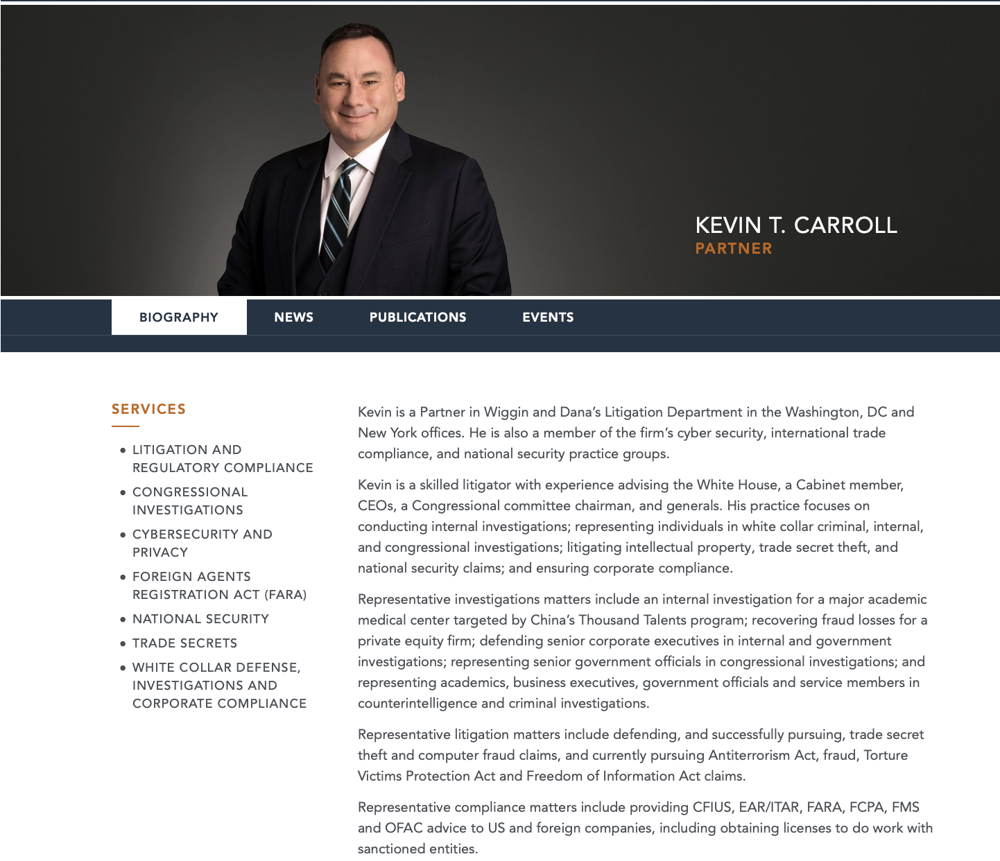 KEVIN T. CARROLL
PARTNER
BIOGRAPHY
NEWS
PUBLICATIONS
EVENTS
SERVICES
• LITIGATION AND
REGULATORY COMPLIANCE
• CONGRESSIONAL
INVESTIGATIONS
• CYBERSECURITY AND
PRIVACY
• FOREIGN AGENTS
REGISTRATION ACT (FARA)
• NATIONAL SECURITY
• TRADE SECRETS
• WHITE COLLAR DEFENSE,
INVESTIGATIONS AND
CORPORATE COMPLIANCE
Kevin is a Partner in Wiggin and Dana’s Litigation Department in the Washington, DC and
New York offices. He is also a member of the firm’s cyber security, international trade
compliance, and national security practice groups.
Kevin is a skilled litigator with experience advising the White House, a Cabinet member,
CEOs, a Congressional committee chairman, and generals. His practice focuses on
conducting internal investigations; representing individuals in white collar criminal, internal,
and congressional investigations; litigating intellectual property, trade secret theft, and
national security claims; and ensuring corporate compliance.
Representative investigations matters include an internal investigation for a major academic
medical center targeted by China’s Thousand Talents program; recovering fraud losses for a
private equity firm; defending senior corporate executives in internal and government
investigations; representing senior government officials in congressional investigations; and
representing academics, business executives, government officials and service members in
counterintelligence and criminal investigations.
Representative litigation matters include defending, and successfully pursuing, trade secret
theft and computer fraud claims, and currently pursuing Antiterrorism Act, fraud, Torture
Victims Protection Act and Freedom of Information Act claims.
Representative compliance matters include providing CFIUS, EAR/ITAR, FARA, FCPA, FMS
and OFAC advice to US and foreign companies, including obtaining licenses to do work with
sanctioned entities.